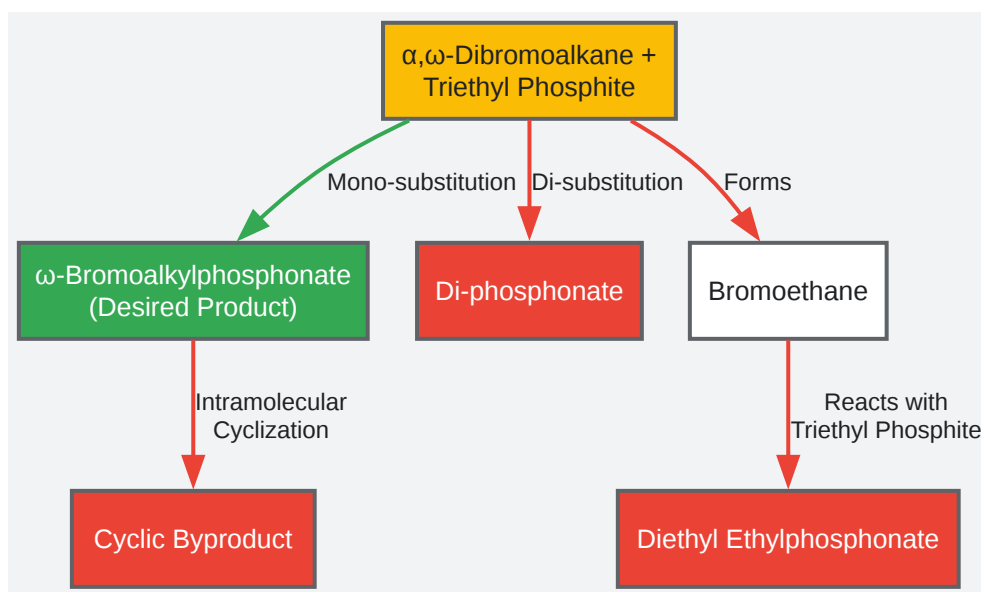 α,ω-Dibromoalkane +
Triethyl Phosphite
Mono-substitution
Di-substitution
Forms
ω-Bromoalkylphosphonate
(Desired Product)
Di-phosphonate
Bromoethane
Intramolecular
Cyclization
Reacts with
Triethyl Phosphite
Cyclic Byproduct
Diethyl Ethylphosphonate